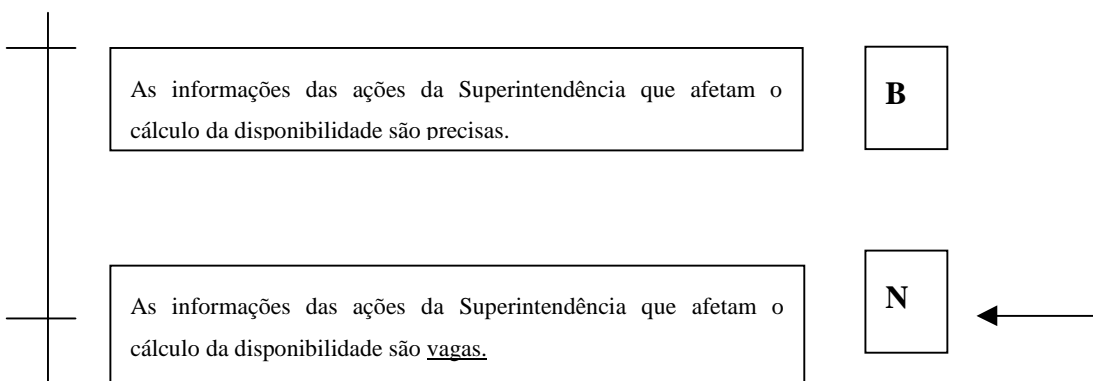 As informações das ações da Superintendência que afetam o
cálculo da disponibilidade são precisas.
B
As informações das ações da Superintendência que afetam o
cálculo da disponibilidade são vagas.
N